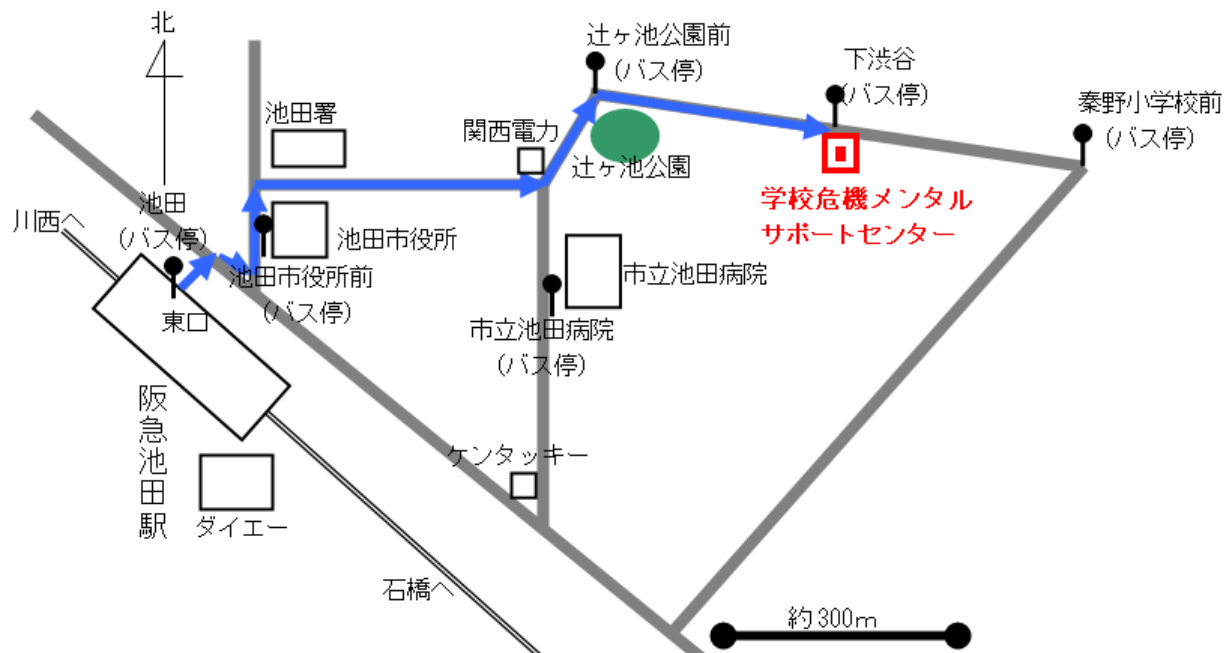 北
辻ヶ池公園前
(バス停)
下渋谷
(バス停)
秦野小学校前
(バス停)
池田署
関西電力
辻ヶ池公園
学校危機メンタル
サポートセンター
池田
(バス停)
川西へ
池田市役所
池田市役所前
(バス停)
市立池田病院
東口
市立池田病院
(バス停)
阪急池田駅
ケンタッキー
ダイエー
石橋へ
約300m